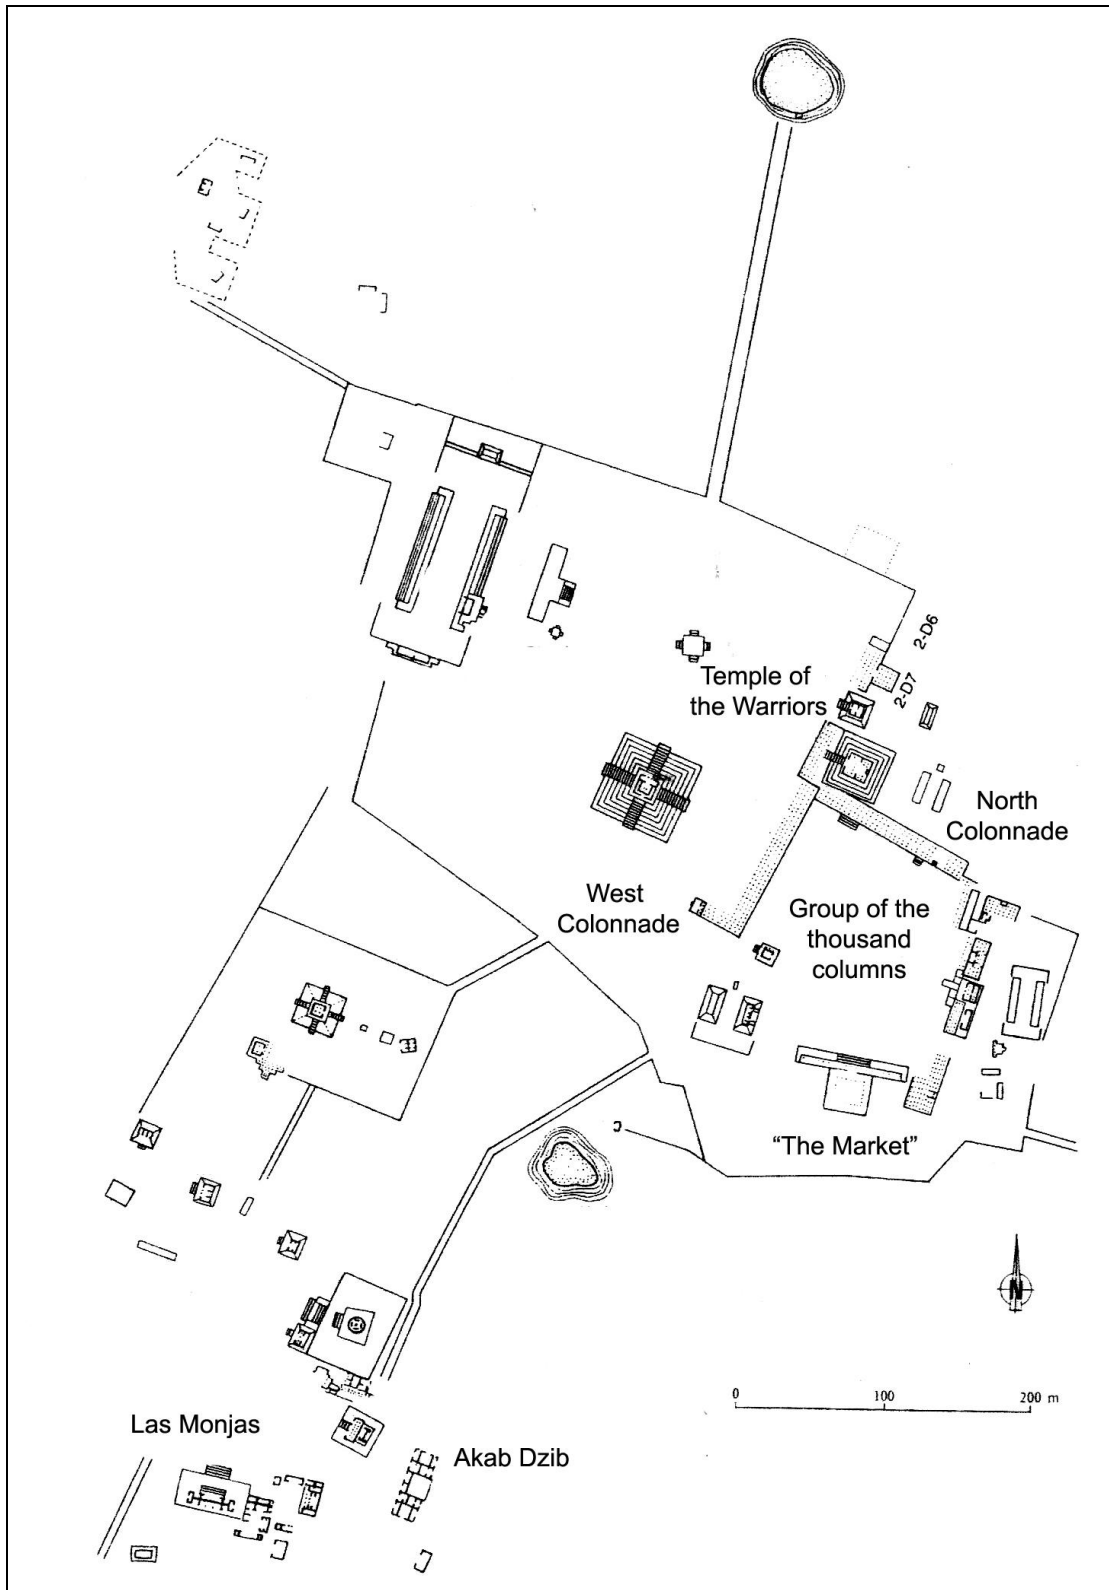 2-D6
Temple of
the Warriors
2-D7
North
Colonnade
West
Colonnade
Group of the
thousand
columns
“The Market”
N
0 100 200 m
Las Monjas
Akab Dzib